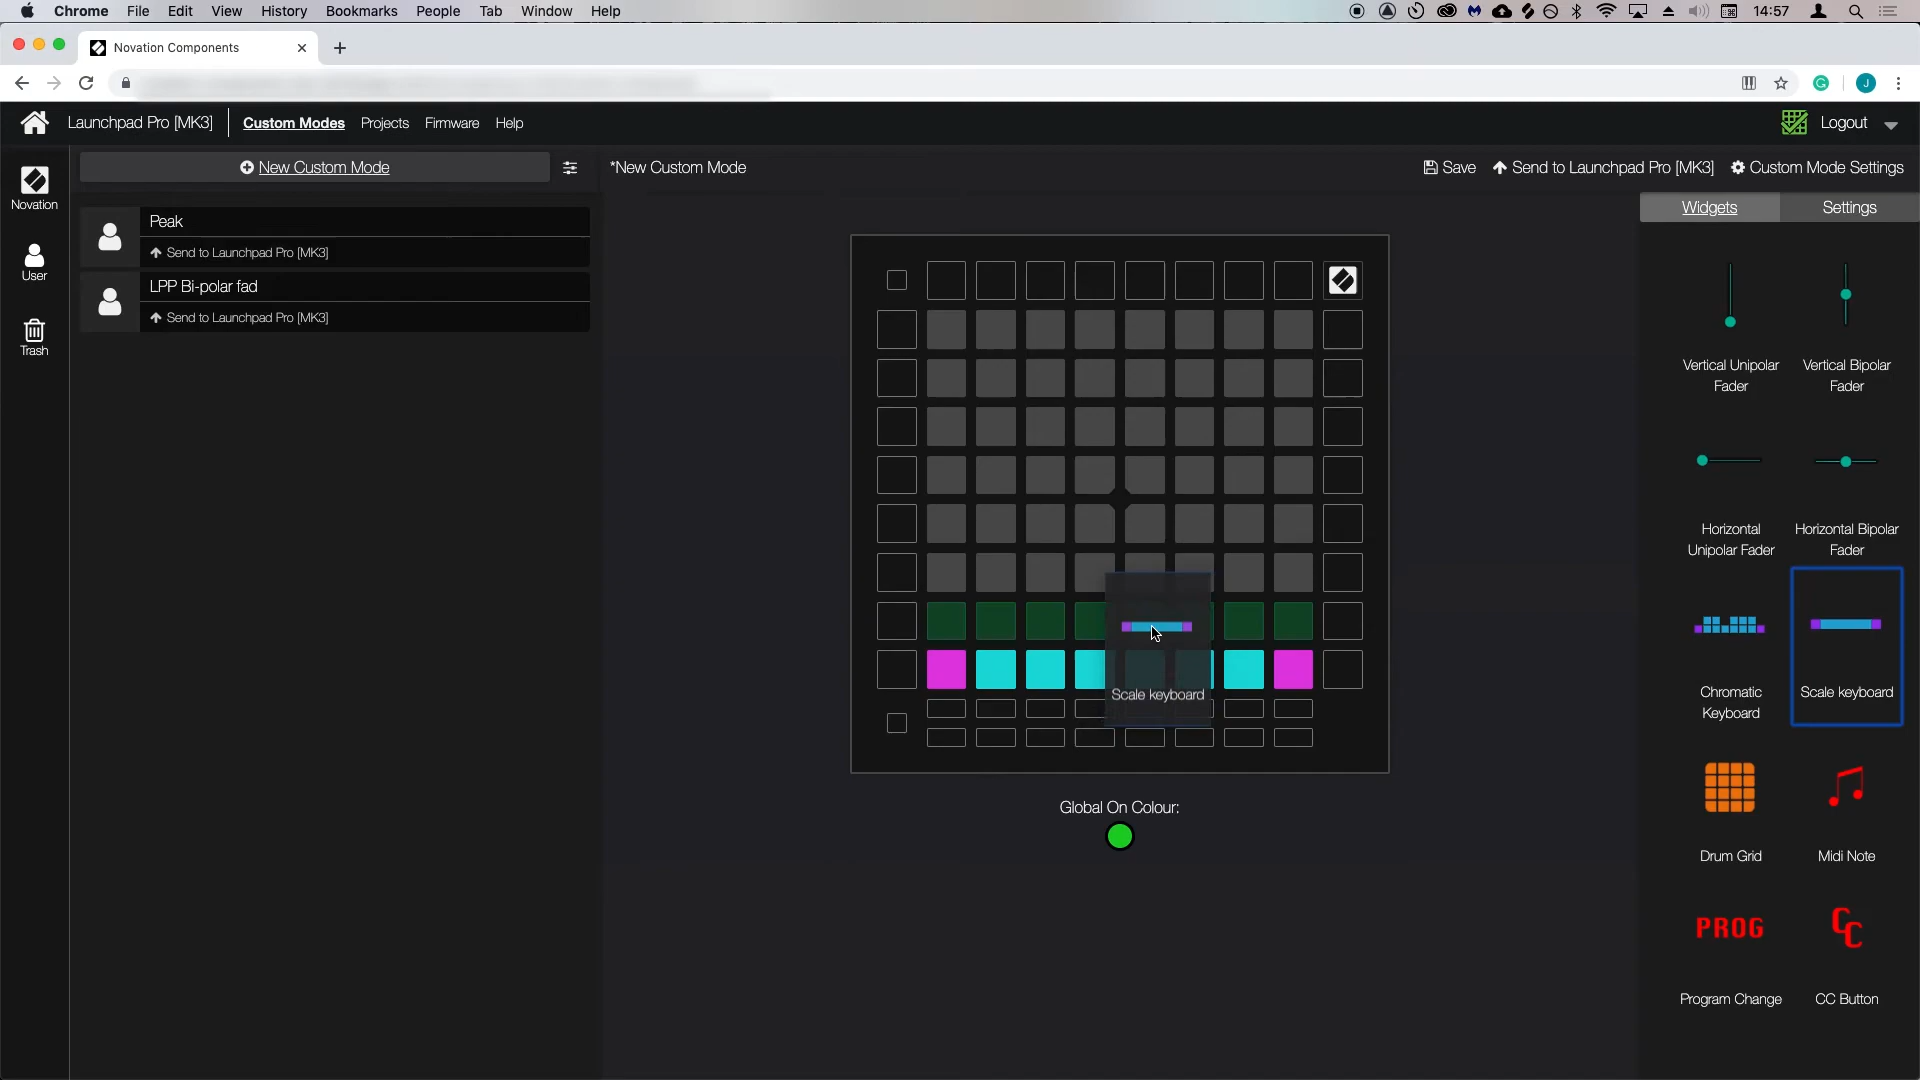 Chrome File Edit View History Bookmarks People Tab Window Help 14:57
Novation Components
J
Launchpad Pro [MK3] Custom Modes Projects Firmware Help Logout
New Custom Mode *New Custom Mode Save Send to Launchpad Pro [MK3] Custom Mode Settings
Novation
User
Trash
Peak
Send to Launchpad Pro [MK3]
LPP Bi-polar fad
Send to Launchpad Pro [MK3]
Scale keyboard
Global On Colour:
Widgets Settings
Vertical Unipolar
Fader
Vertical Bipolar
Fader
Horizontal
Unipolar Fader
Horizontal Bipolar
Fader
Chromatic
Keyboard
Scale keyboard
Drum Grid
Midi Note
PROG
CC
Program Change
CC Button